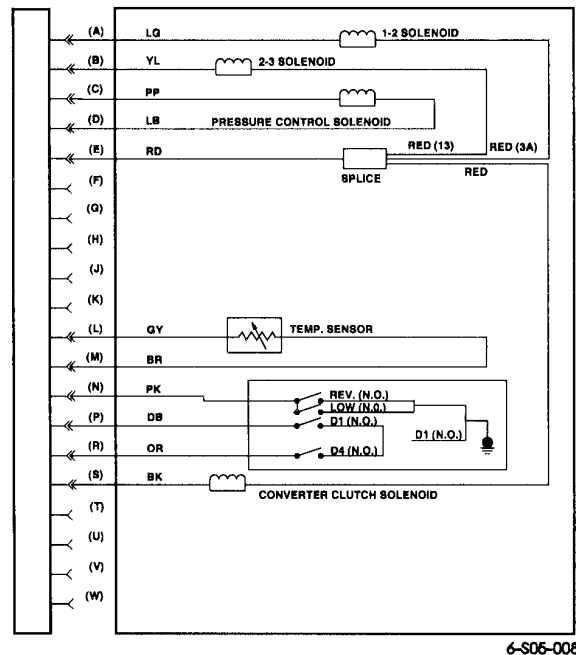 (A) LG 1-2 SOLENOID
(B) YL 2-3 SOLENOID
(C) PP
(D) LB PRESSURE CONTROL SOLENOID
RED (13) RED (3A)
(E) RD
SPLICE RED
(F)
(G)
(H)
(J)
(K)
(L) GY TEMP. SENSOR
(M) BR
(N) PK REV. (N.O.)
LOW (N.O.)
(P) DB D1 (N.O.)
D1 (N.O.)
(R) OR D4 (N.O.)
(S) BK
CONVERTER CLUTCH SOLENOID
(T)
(U)
(V)
(W)
6-S05-008